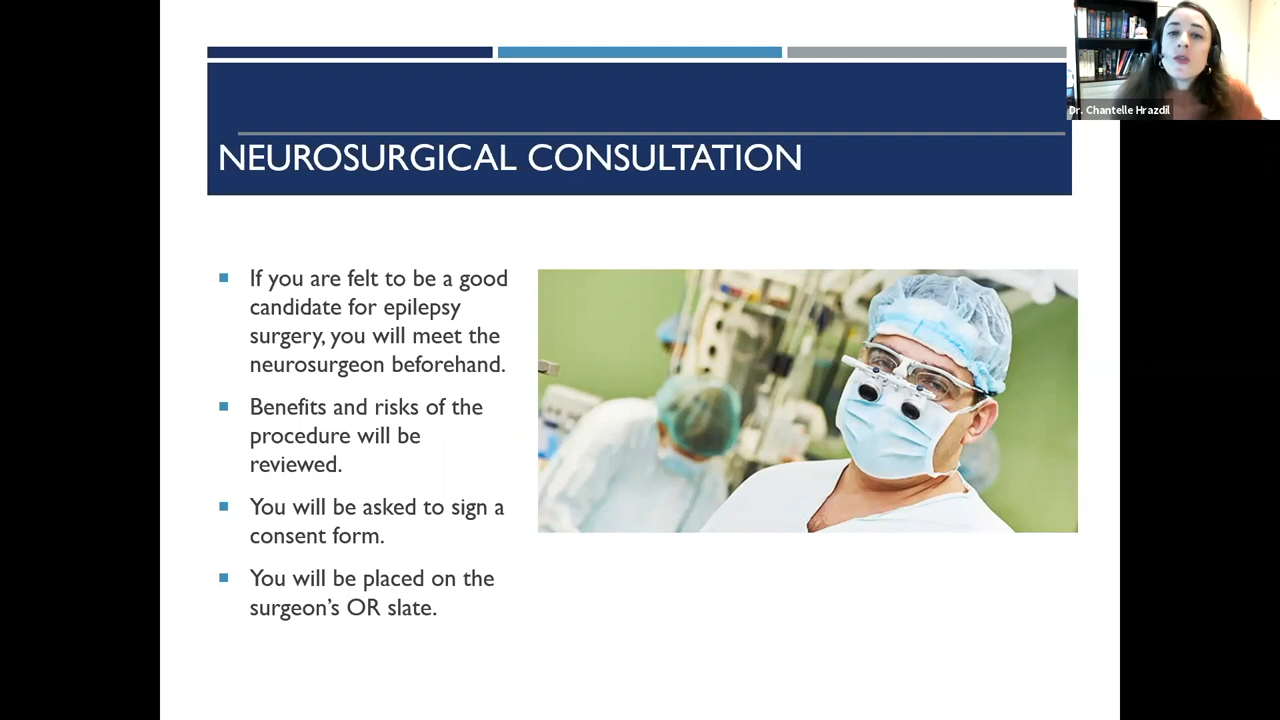 Dr. Chantelle Hrazdil
NEUROSURGICAL CONSULTATION
If you are felt to be a good
candidate for epilepsy
surgery, you will meet the
neurosurgeon beforehand.
Benefits and risks of the
procedure will be
reviewed.
You will be asked to sign a
consent form.
You will be placed on the
surgeon’s OR slate.